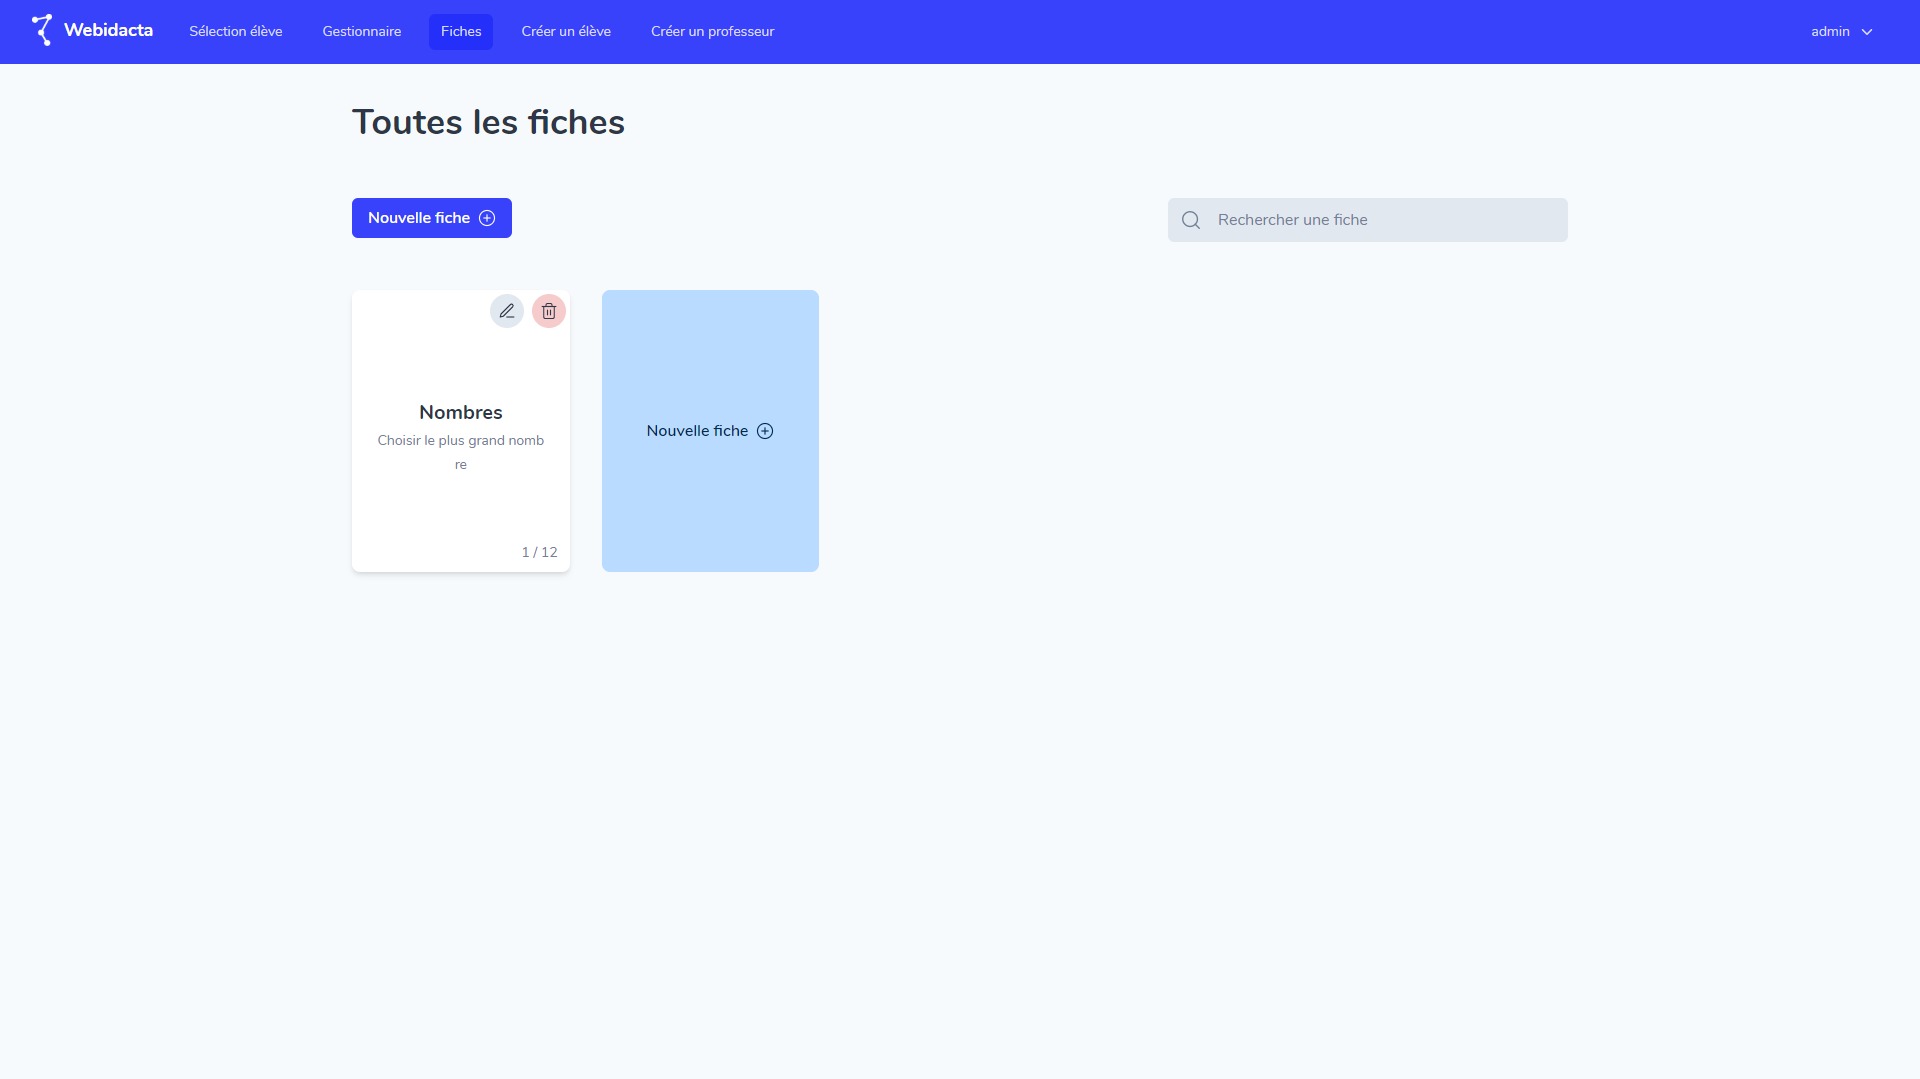 Webidacta
Sélection élève
Gestionnaire
Fiches
Créer un élève
Créer un professeur
admin
Toutes les fiches
Nouvelle fiche
Rechercher une fiche
Nombres
Choisir le plus grand nomb
re
1 / 12
Nouvelle fiche